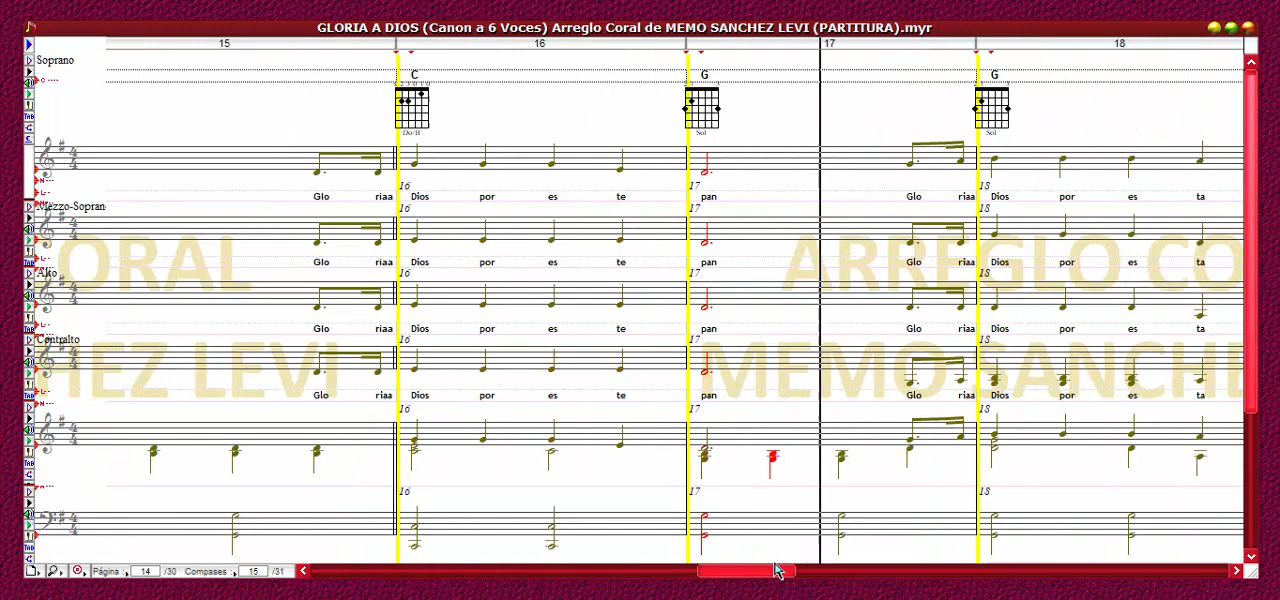 GLORIA A DIOS (Canon a 6 Voces) Arreglo Coral de MEMO SANCHEZ LEVI (PARTITURA).myr
15 16 17 18
Soprano
C G G
Do/B Sol Sol
16 17 18
Glo riaa Dios por es te pan Glo riaa Dios por es ta
Mezzo-Sopran
16 17 18
ORAL ARREGLO CO
Glo riaa Dios por es te pan Glo riaa Dios por es ta
Alto
16 17 18
Glo riaa Dios por es te pan Glo riaa Dios por es ta
Contralto
16 17 18
HEZ LEVI MEMO SANCHE
Glo riaa Dios por es te pan Glo riaa Dios por es ta
16 17 18
16 17 18
Página : 14 /30 Compases : 15 /31